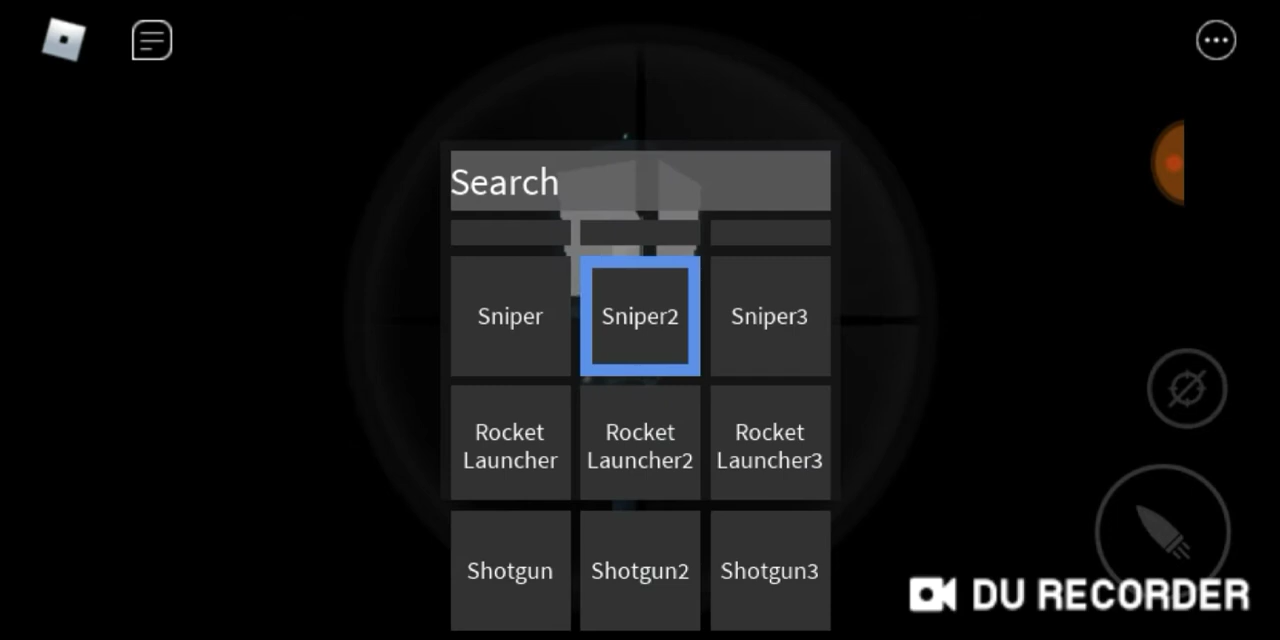 Search
Sniper
Sniper2
Sniper3
Rocket
Launcher
Rocket
Launcher2
Rocket
Launcher3
Shotgun
Shotgun2
Shotgun3
DU RECORDER